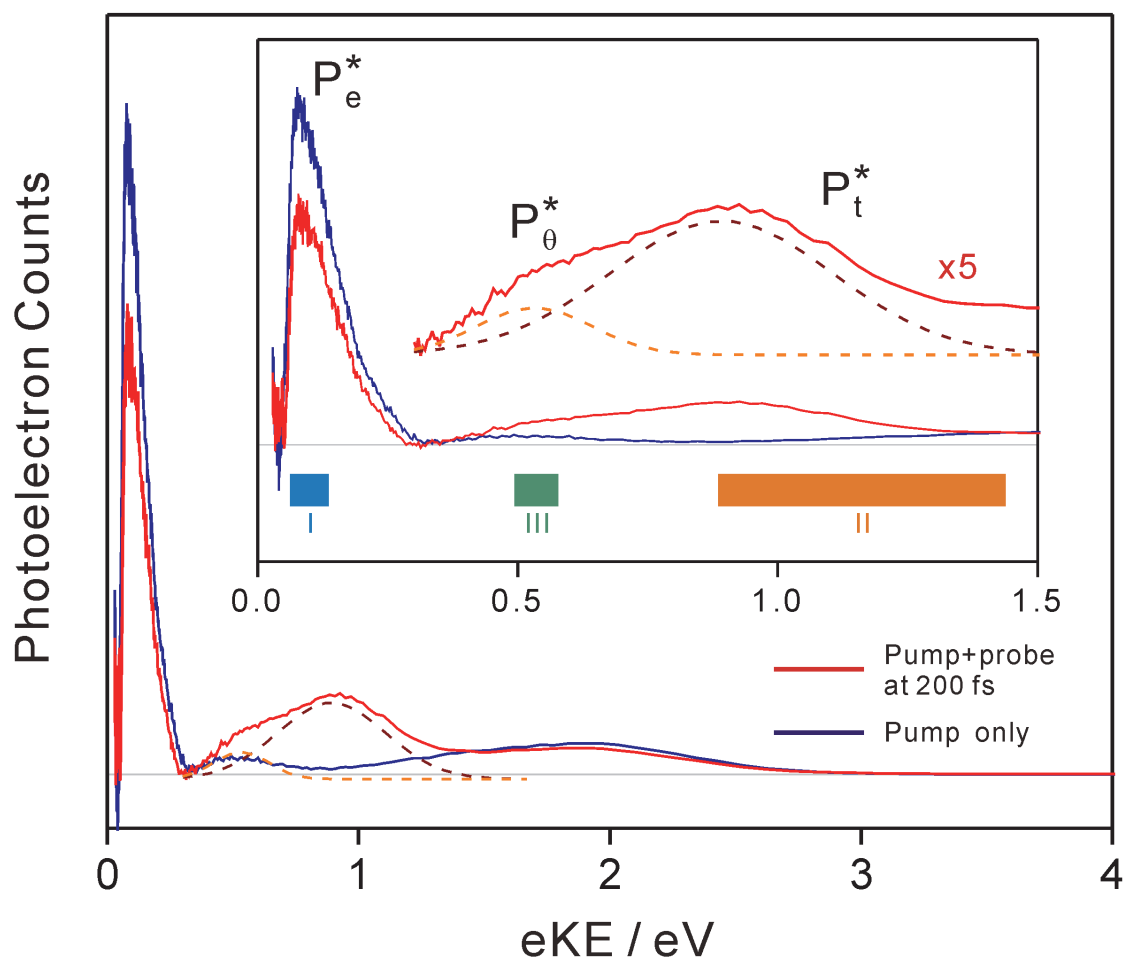 Photoelectron Counts
P*e
P*θ
P*t
x5
I
III
II
0.0 0.5 1.0 1.5
Pump+probe
at 200 fs
Pump only
0 1 2 3 4
eKE / eV